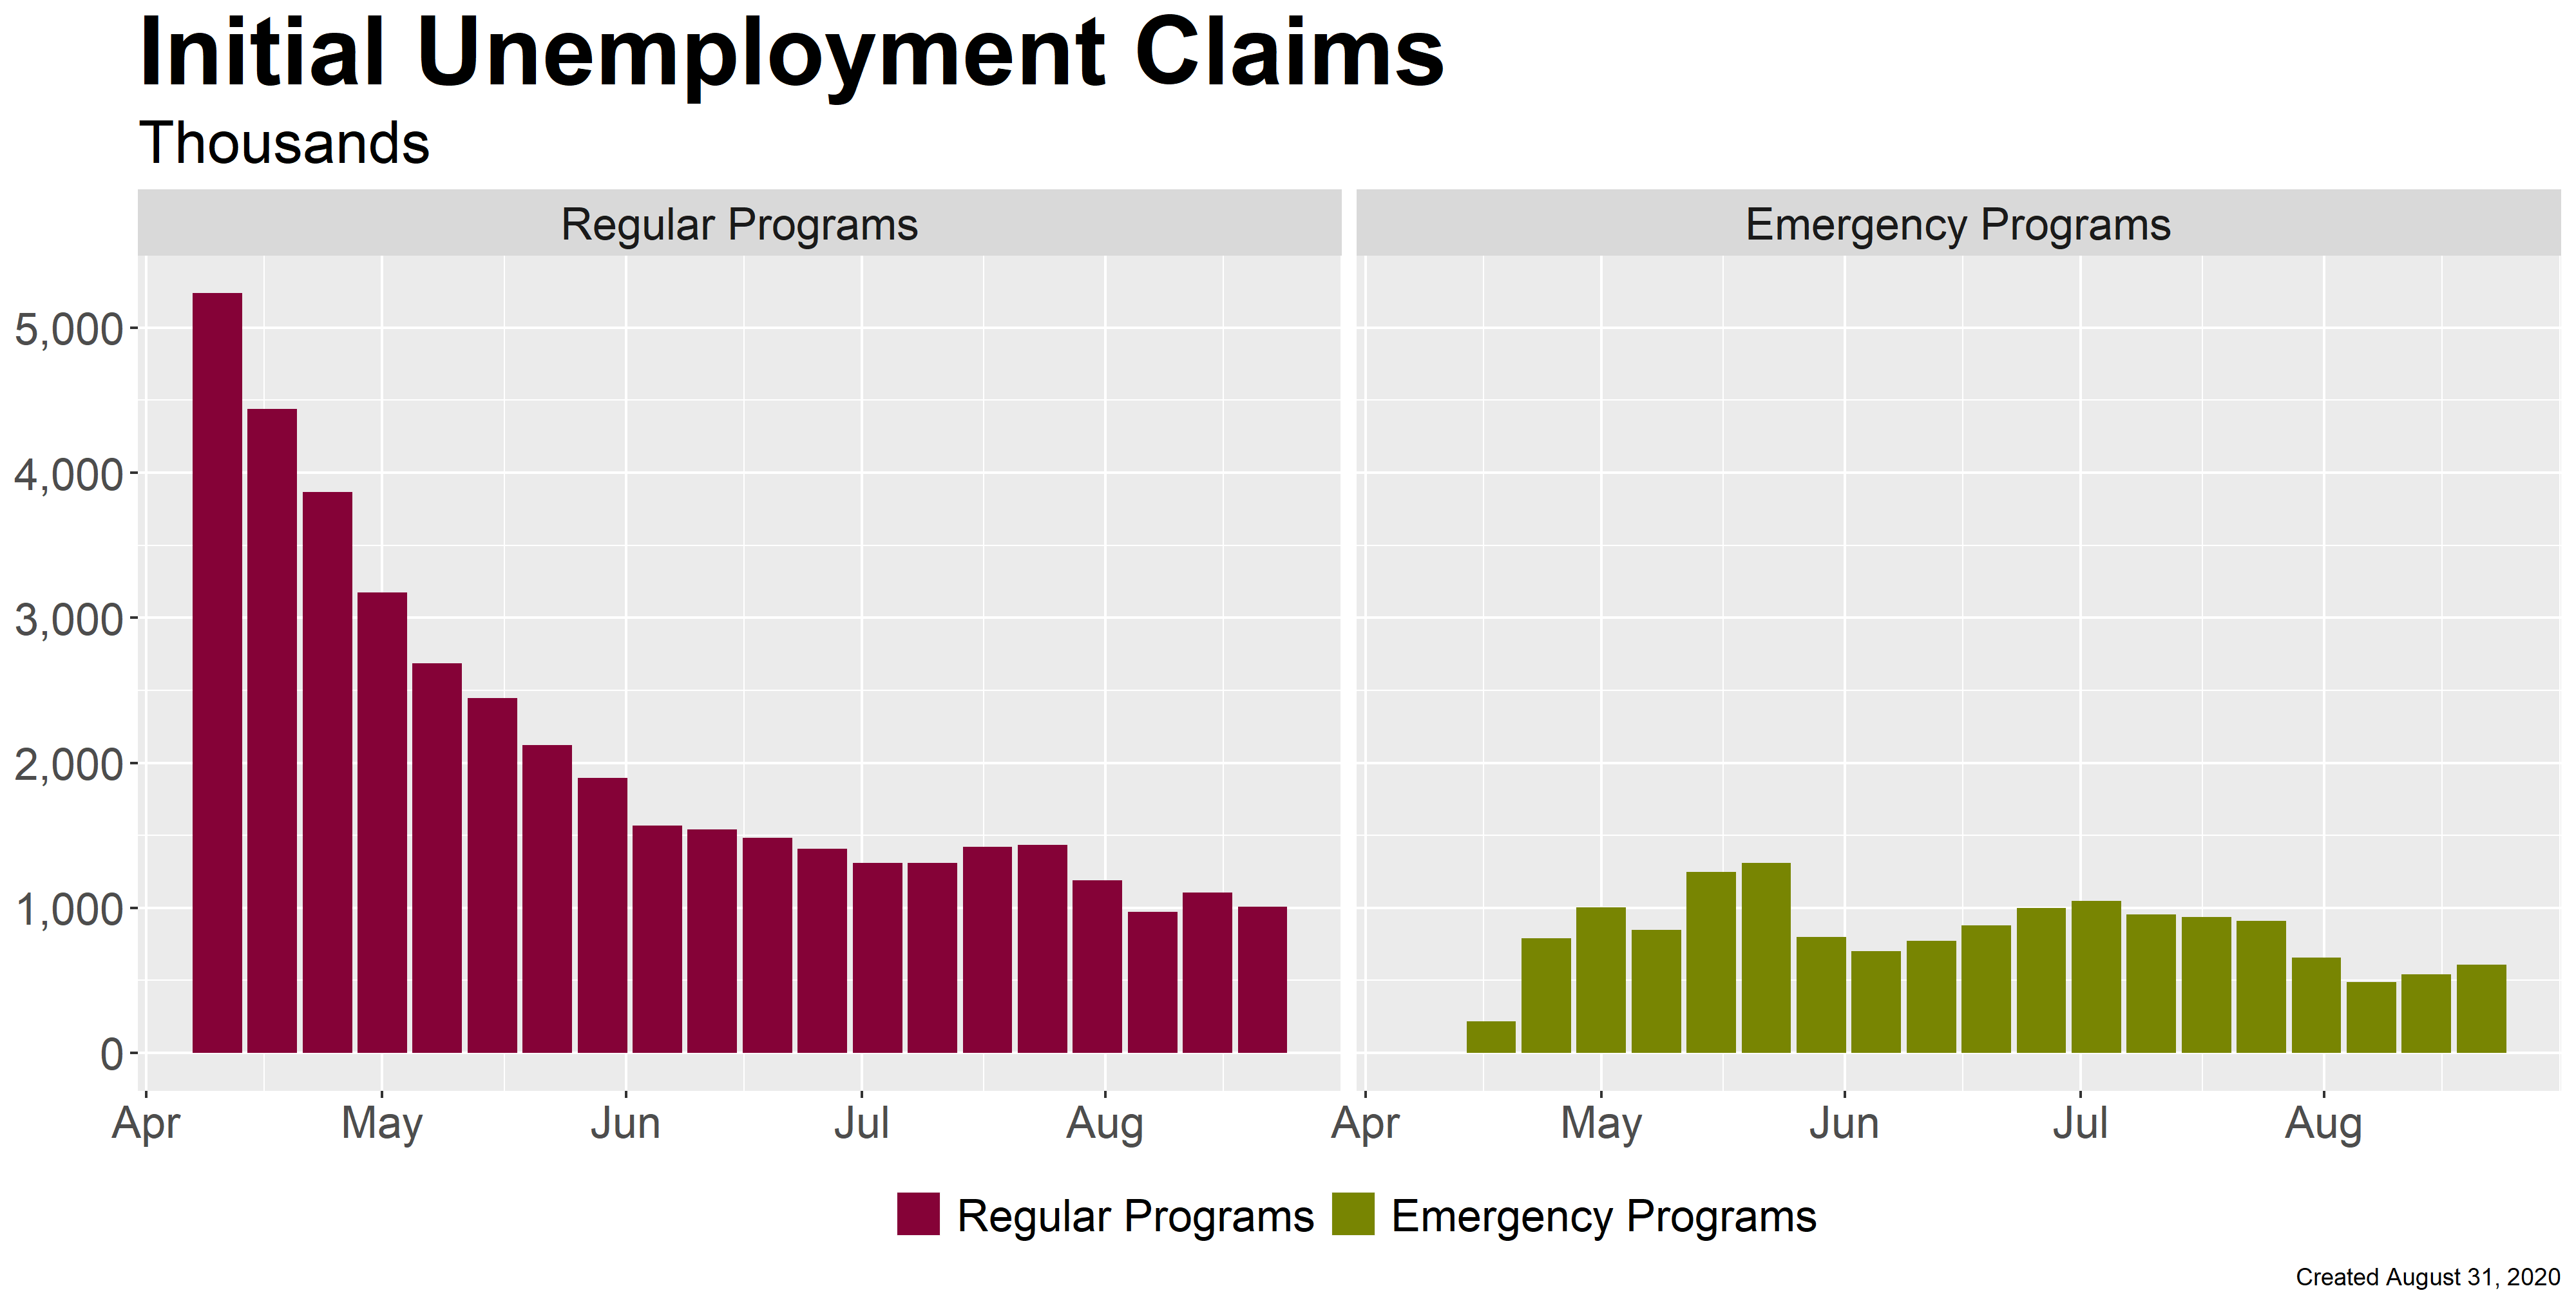 Initial Unemployment Claims
Thousands
Regular Programs
Emergency Programs
5,000
4,000
3,000
2,000
1,000
0
Apr May Jun Jul Aug
Apr May Jun Jul Aug
Regular Programs Emergency Programs
Created August 31, 2020